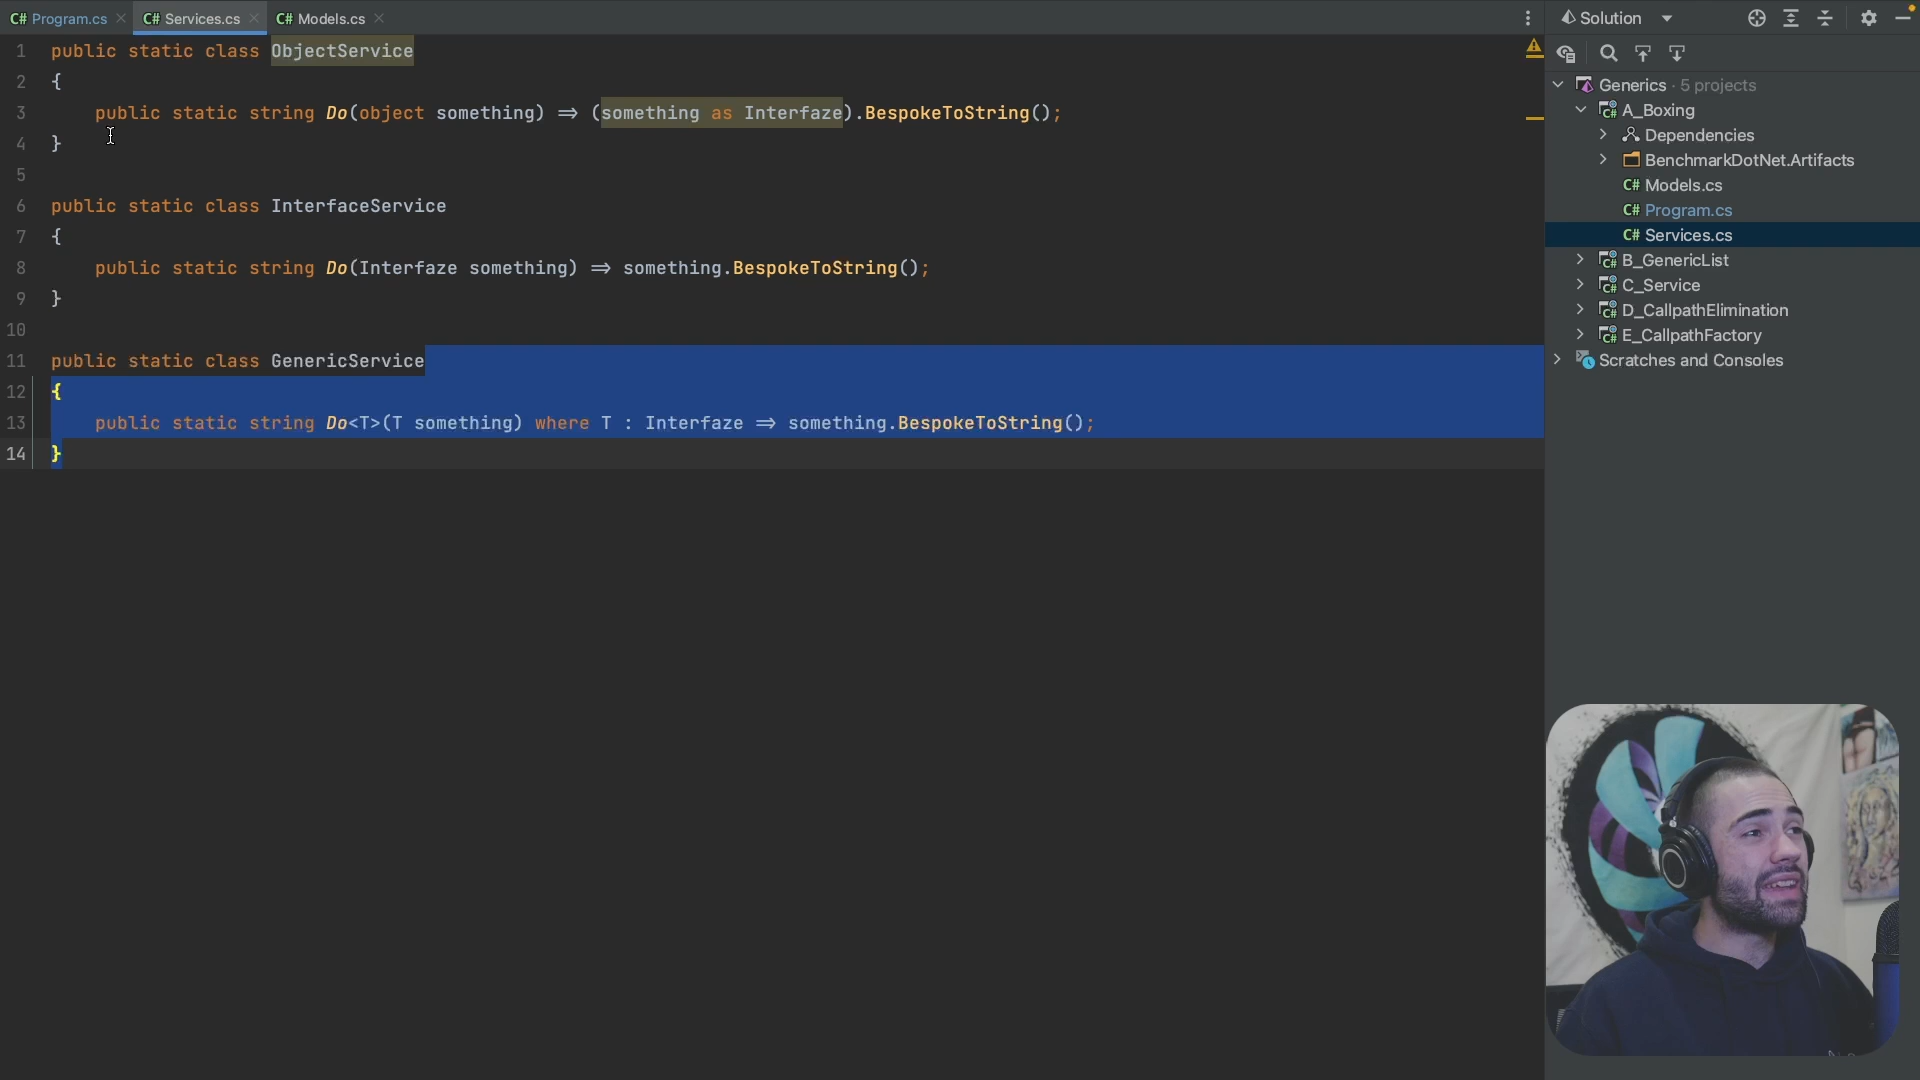 C# Program.cs
C# Services.cs
C# Models.cs
Solution
1 public static class ObjectService
2 {
3 public static string Do(object something) => (something as Interfaze).BespokeToString();
4 }
5
6 public static class InterfaceService
7 {
8 public static string Do(Interfaze something) => something.BespokeToString();
9 }
10
11 public static class GenericService
12 {
13 public static string Do<T>(T something) where T : Interfaze => something.BespokeToString();
14 }
Generics · 5 projects
A_Boxing
Dependencies
BenchmarkDotNet.Artifacts
C# Models.cs
C# Program.cs
C# Services.cs
B_GenericList
C_Service
D_CallpathElimination
E_CallpathFactory
Scratches and Consoles